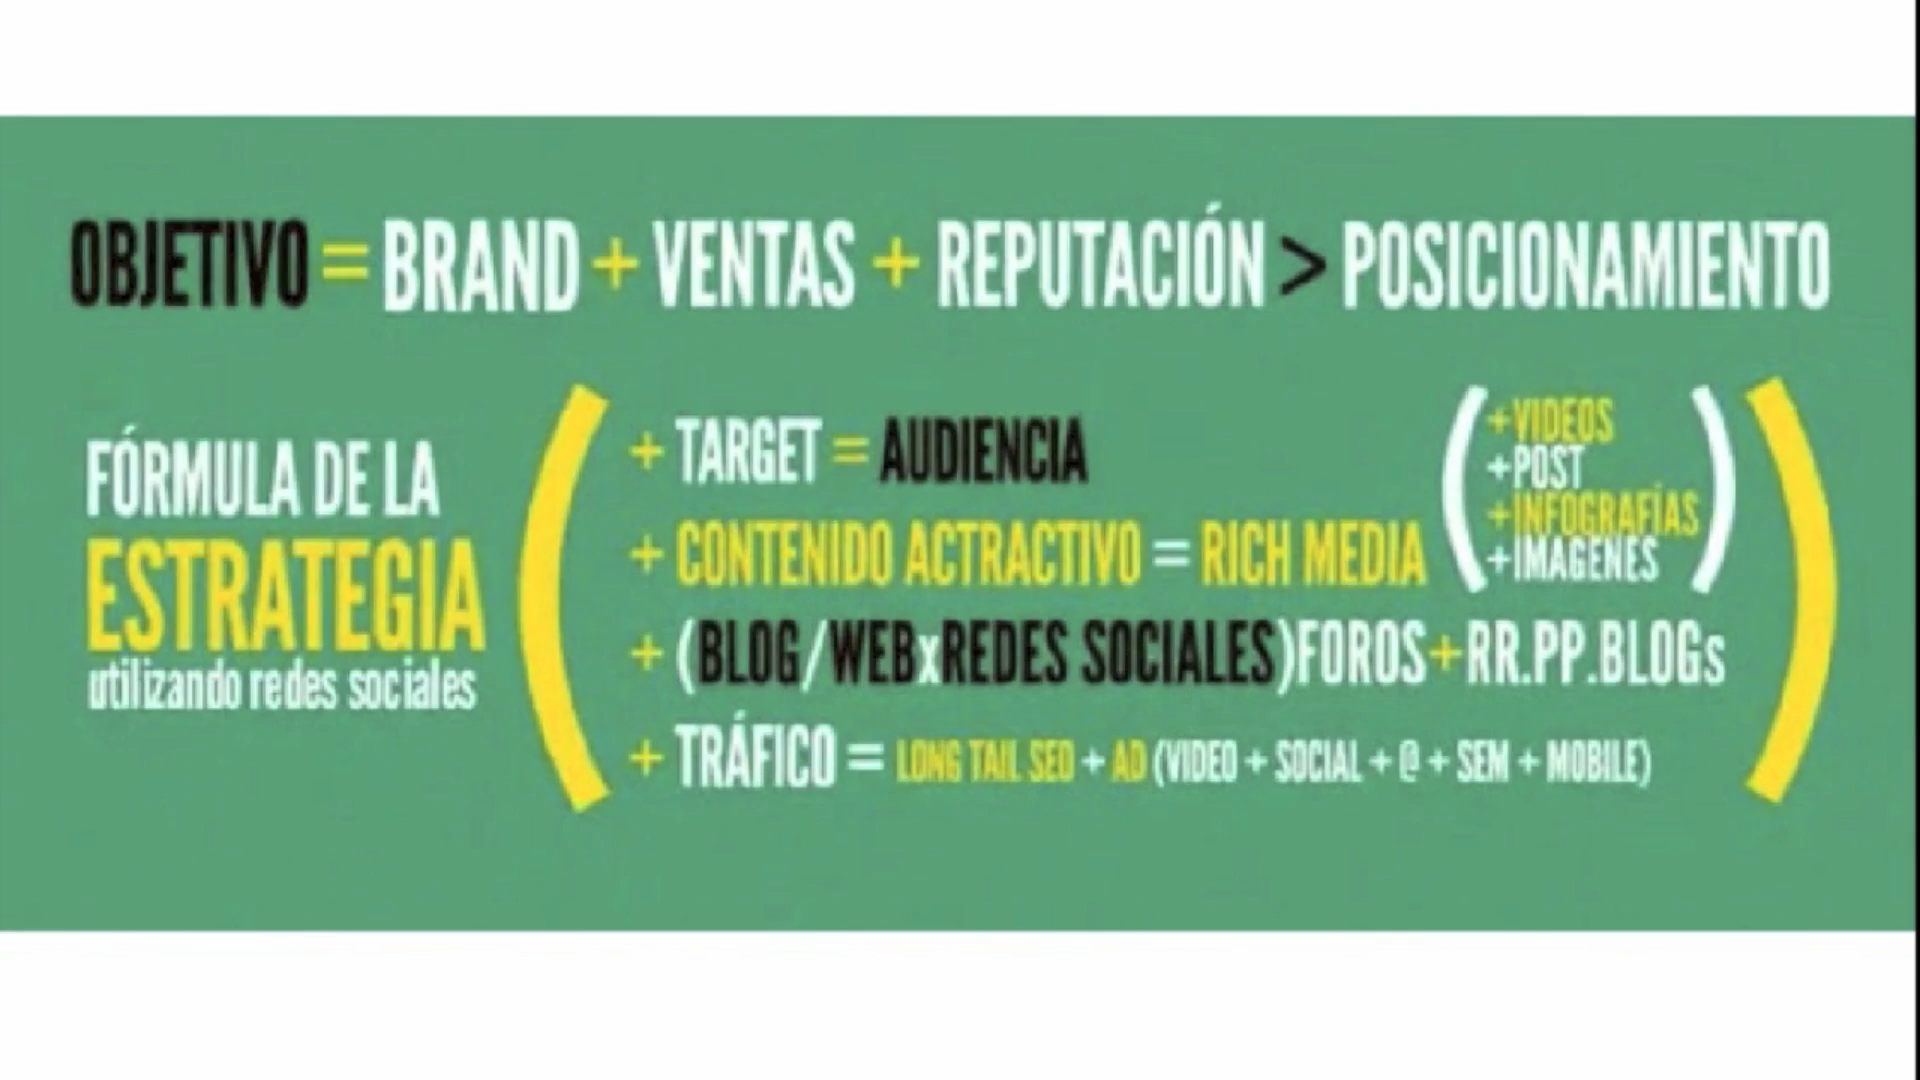 OBJETIVO = BRAND + VENTAS + REPUTACIÓN > POSICIONAMIENTO
FÓRMULA DE LA
ESTRATEGIA
utilizando redes sociales
+ TARGET = AUDIENCIA
+ CONTENIDO ACTRACTIVO = RICH MEDIA
+VIDEOS
+POST
+INFOGRAFÍAS
+IMAGENES
+ (BLOG/WEBxREDES SOCIALES)FOROS+RR.PP.BLOGs
+ TRÁFICO = LONG TAIL SEO + AD (VIDEO + SOCIAL + @ + SEM + MOBILE)